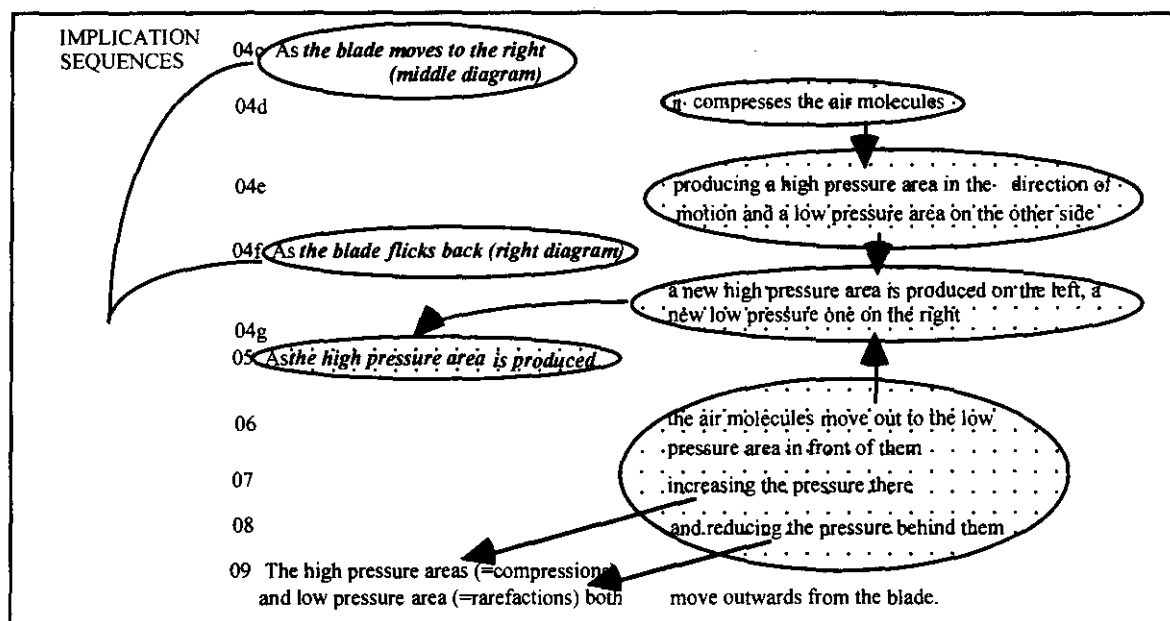 IMPLICATION
SEQUENCES
04c As the blade moves to the right
(middle diagram)
04d it compresses the air molecules
04e producing a high pressure area in the direction of
motion and a low pressure area on the other side
04f As the blade flicks back (right diagram)
a new high pressure area is produced on the left, a
new low pressure one on the right
04g
05 As the high pressure area is produced
06 the air molecules move out to the low
pressure area in front of them
07 increasing the pressure there
08 and reducing the pressure behind them
09 The high pressure areas (=compressions)
and low pressure area (=rarefactions) both move outwards from the blade.